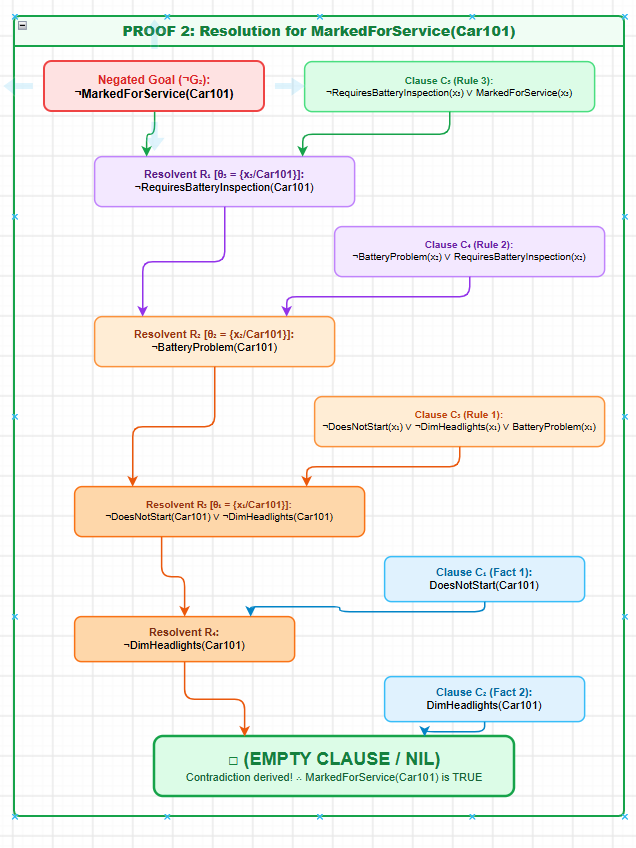 PROOF 2: Resolution for MarkedForService(Car101)
Negated Goal (¬G₂):
¬MarkedForService(Car101)
Clause C₅ (Rule 3):
¬RequiresBatteryInspection(x₃) ∨ MarkedForService(x₃)
Resolvent R₁ [θ₃ = {x₃/Car101}]:
¬RequiresBatteryInspection(Car101)
Clause C₄ (Rule 2):
¬BatteryProblem(x₂) ∨ RequiresBatteryInspection(x₂)
Resolvent R₂ [θ₂ = {x₂/Car101}]:
¬BatteryProblem(Car101)
Clause C₃ (Rule 1):
¬DoesNotStart(x₁) ∨ ¬DimHeadlights(x₁) ∨ BatteryProblem(x₁)
Resolvent R₃ [θ₁ = {x₁/Car101}]:
¬DoesNotStart(Car101) ∨ ¬DimHeadlights(Car101)
Clause C₁ (Fact 1):
DoesNotStart(Car101)
Resolvent R₄:
¬DimHeadlights(Car101)
Clause C₂ (Fact 2):
DimHeadlights(Car101)
□ (EMPTY CLAUSE / NIL)
Contradiction derived! ∴ MarkedForService(Car101) is TRUE